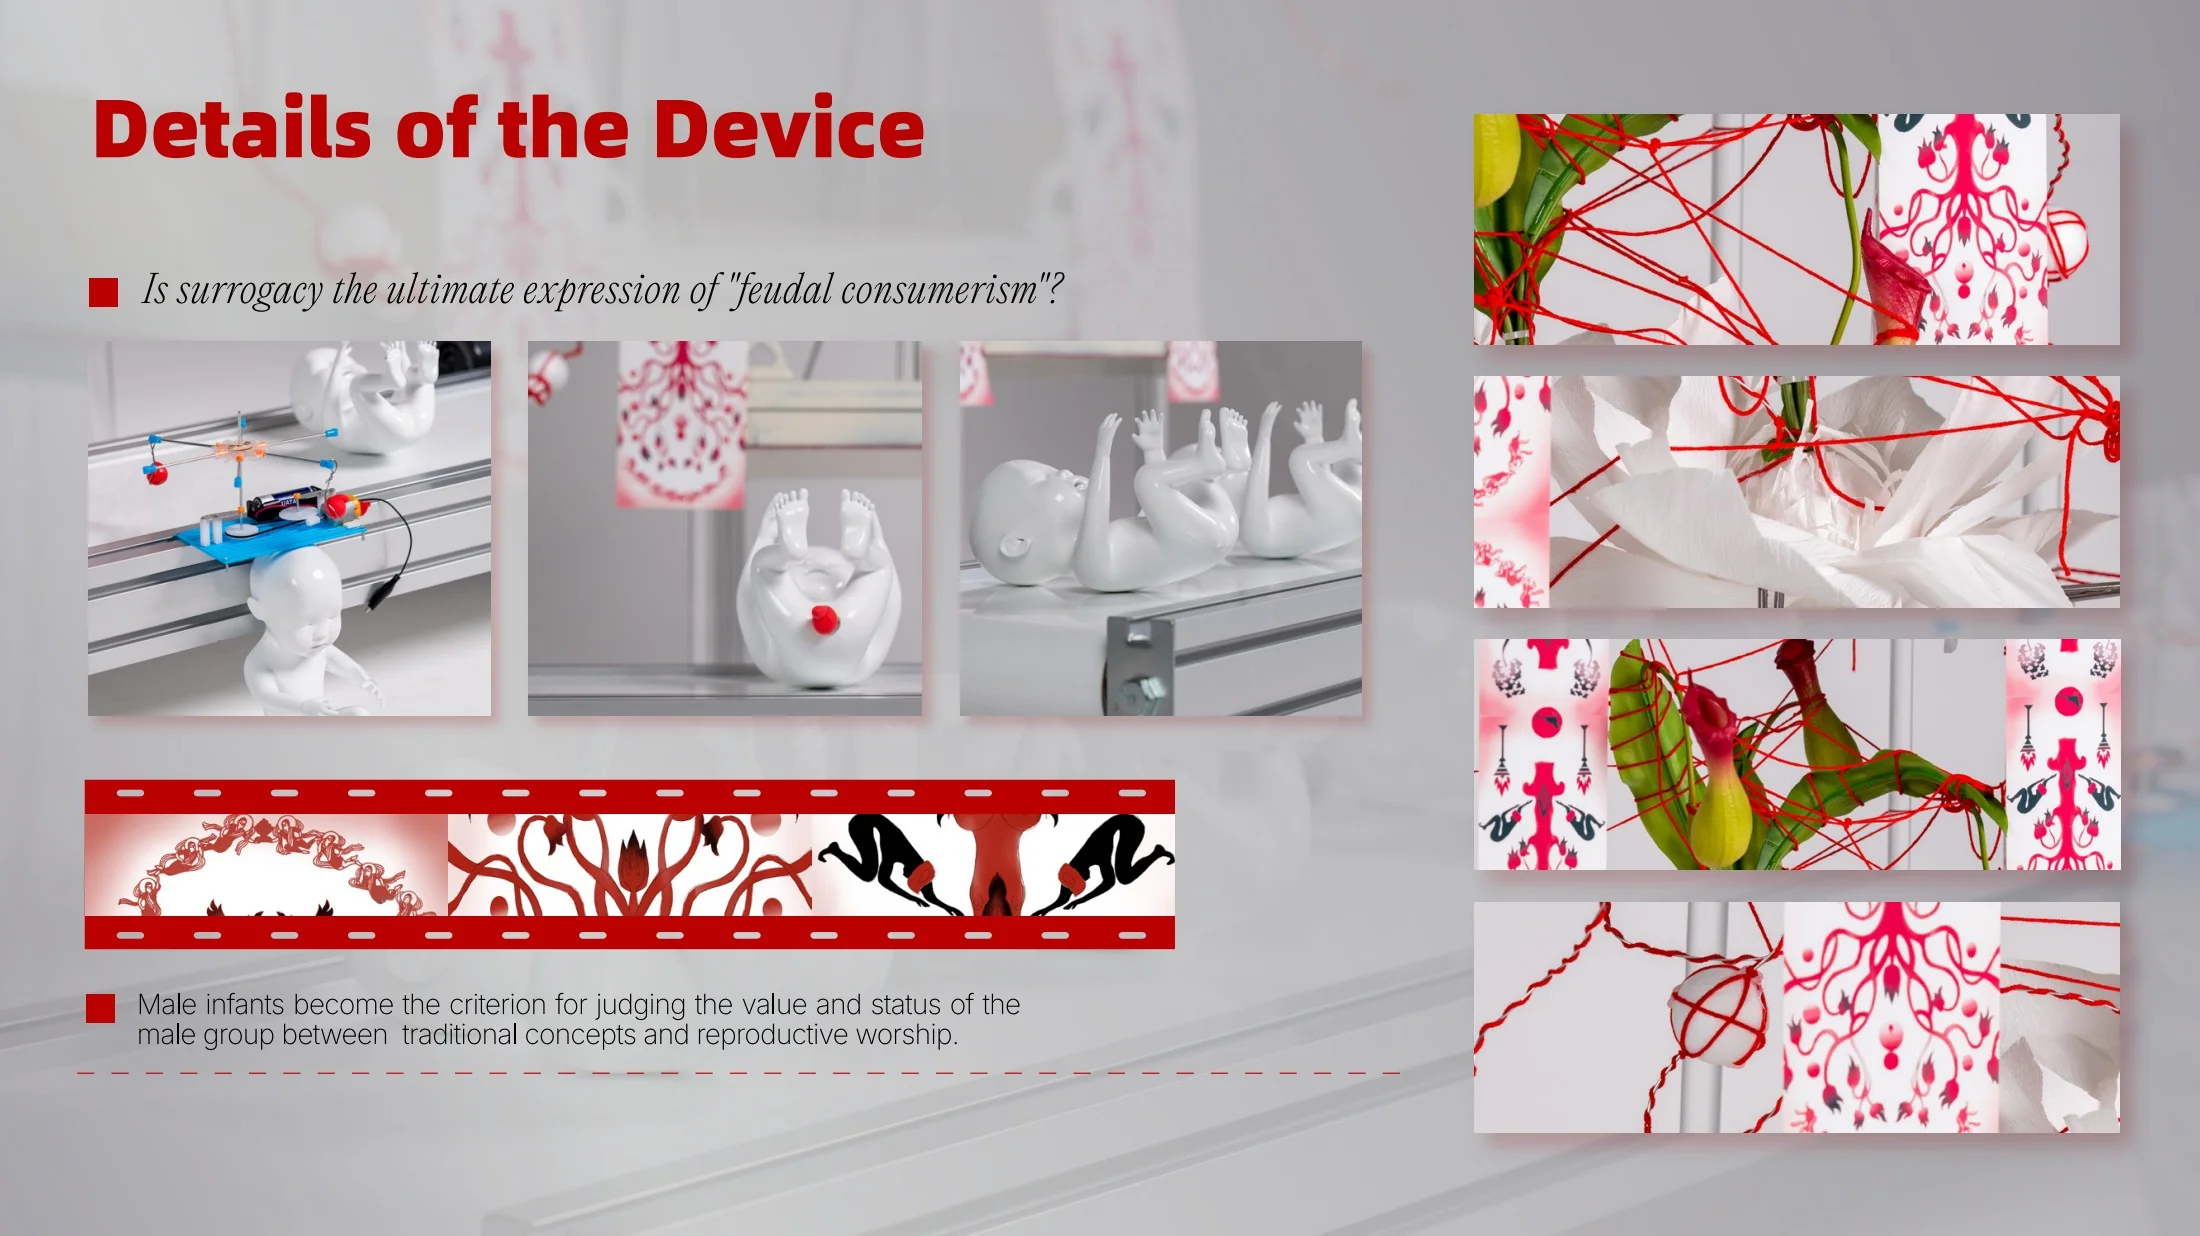 Details of the Device
Is surrogacy the ultimate expression of "feudal consumerism"?
Male infants become the criterion for judging the value and status of the
male group between traditional concepts and reproductive worship.